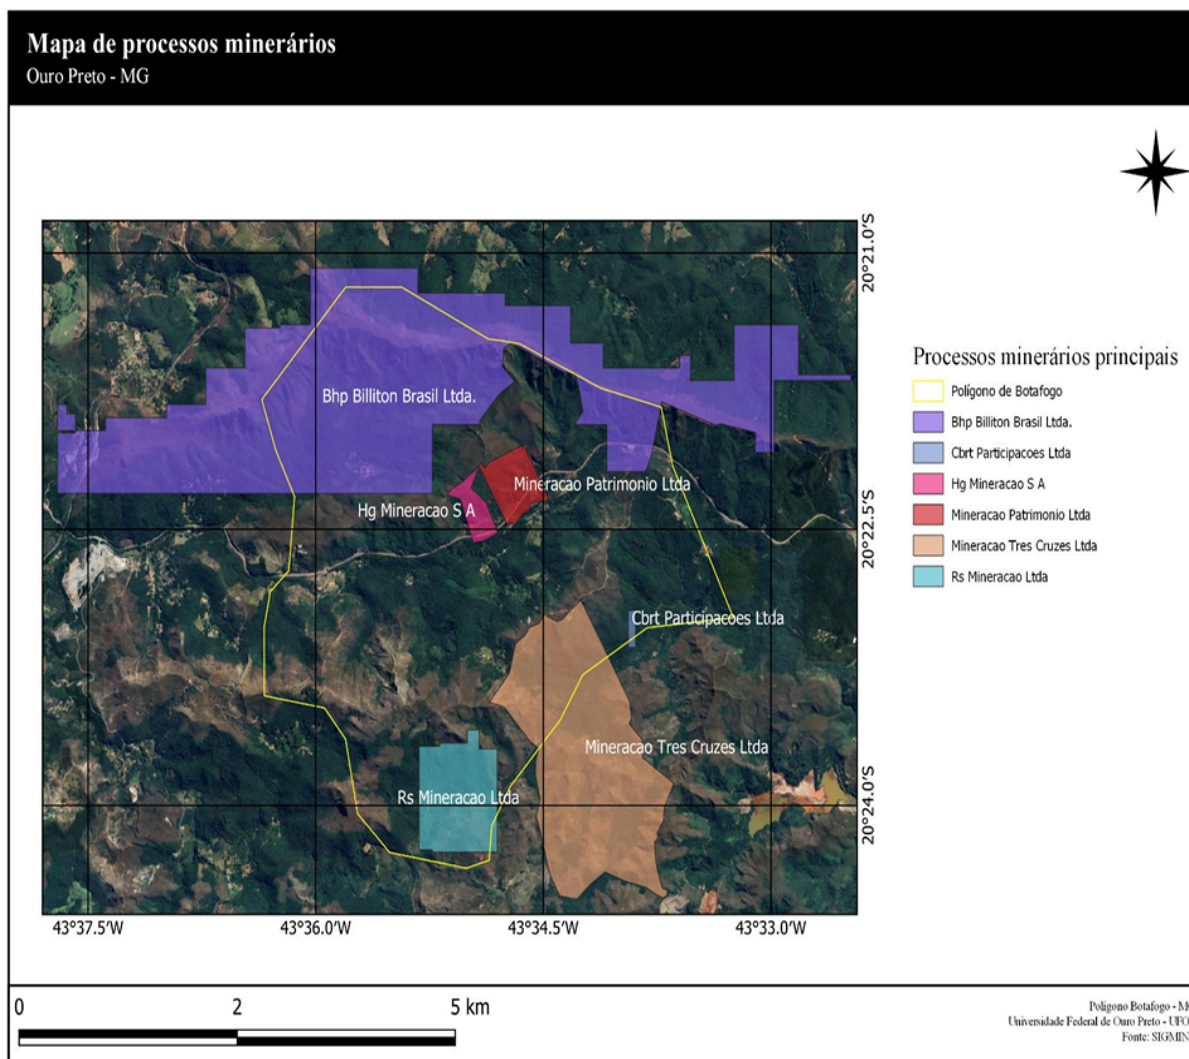 Mapa de processos minerários
Ouro Preto - MG
20°21.0'S
Bhp Billiton Brasil Ltda.
Mineracao Patrimonio Ltda
Hg Mineracao S A
20°22.5'S
Cbrt Participacoes Ltda
Mineracao Tres Cruzes Ltda
Rs Mineracao Ltda
20°24.0'S
43°37.5'W
43°36.0'W
43°34.5'W
43°33.0'W
Processos minerários principais
Polígono de Botafogo
Bhp Billiton Brasil Ltda.
Cbrt Participacoes Ltda
Hg Mineracao S A
Mineracao Patrimonio Ltda
Mineracao Tres Cruzes Ltda
Rs Mineracao Ltda
0 2 5 km
Polígono Botafogo - M
Universidade Federal de Ouro Preto - UFO
Fonte: SIGMIN